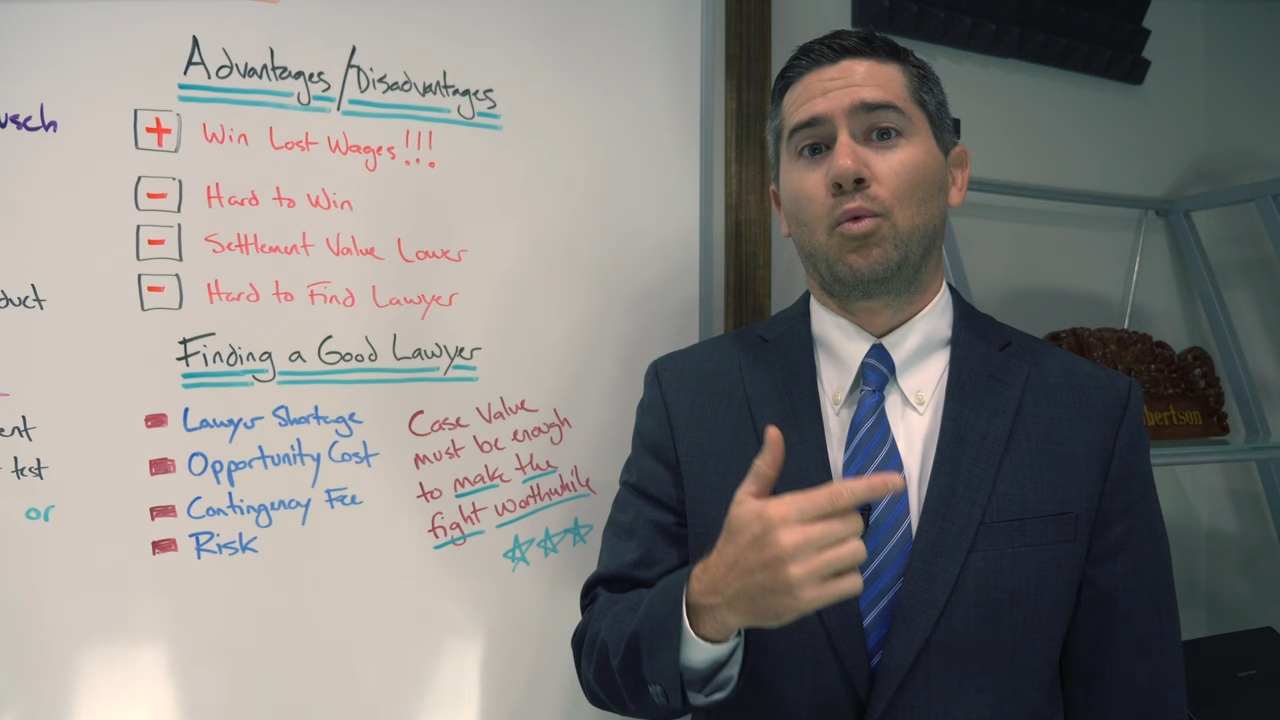 Advantages/Disadvantages
usch
+ Win Lost Wages!!!
- Hard to Win
- Settlement Value Lower
duct
- Hard to Find Lawyer
Finding a Good Lawyer
ent
test
or
Lawyer Shortage
Opportunity Cost
Contingency Fee
Risk
Case Value
must be enough
to make the
fight worthwhile
bertson